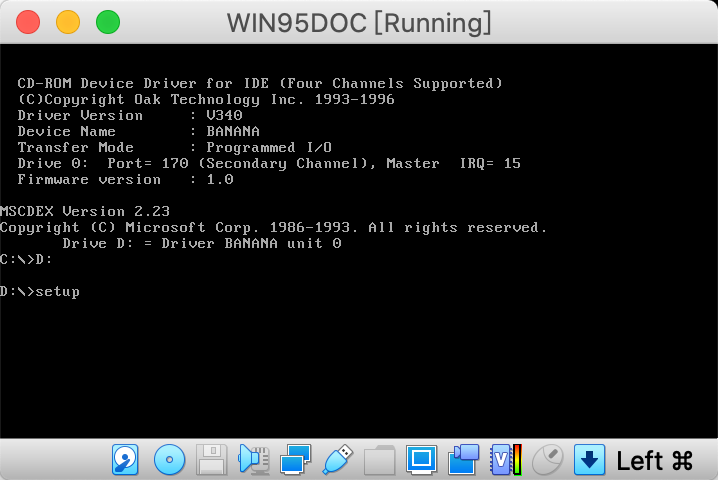 WIN95DOC [Running]
CD-ROM Device Driver for IDE (Four Channels Supported)
(C)Copyright Oak Technology Inc. 1993-1996
Driver Version : V340
Device Name : BANANA
Transfer Mode : Programmed I/O
Drive 0: Port= 170 (Secondary Channel), Master IRQ= 15
Firmware version : 1.0
MSCDEX Version 2.23
Copyright (C) Microsoft Corp. 1986-1993. All rights reserved.
Drive D: = Driver BANANA unit 0
C:\>D:
D:\>setup
V
Left ⌘